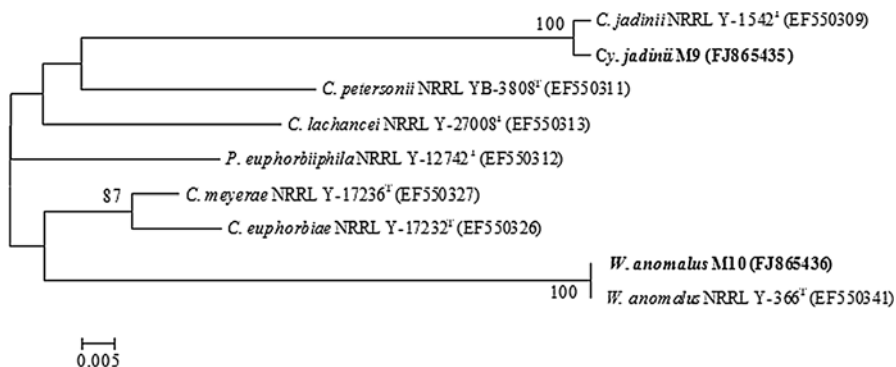 100
C. jadinii NRRL Y-1542ᵀ (EF550309)
Cy. jadinii M9 (FJ865435)
C. petersonii NRRL YB-3808ᵀ (EF550311)
C. lachancei NRRL Y-27008ᵀ (EF550313)
P. euphorbiiphila NRRL Y-12742ᵀ (EF550312)
87
C. meyerae NRRL Y-17236ᵀ (EF550327)
C. euphorbiae NRRL Y-17232ᵀ (EF550326)
W. anomalus M10 (FJ865436)
100
W. anomalus NRRL Y-366ᵀ (EF550341)
0.005